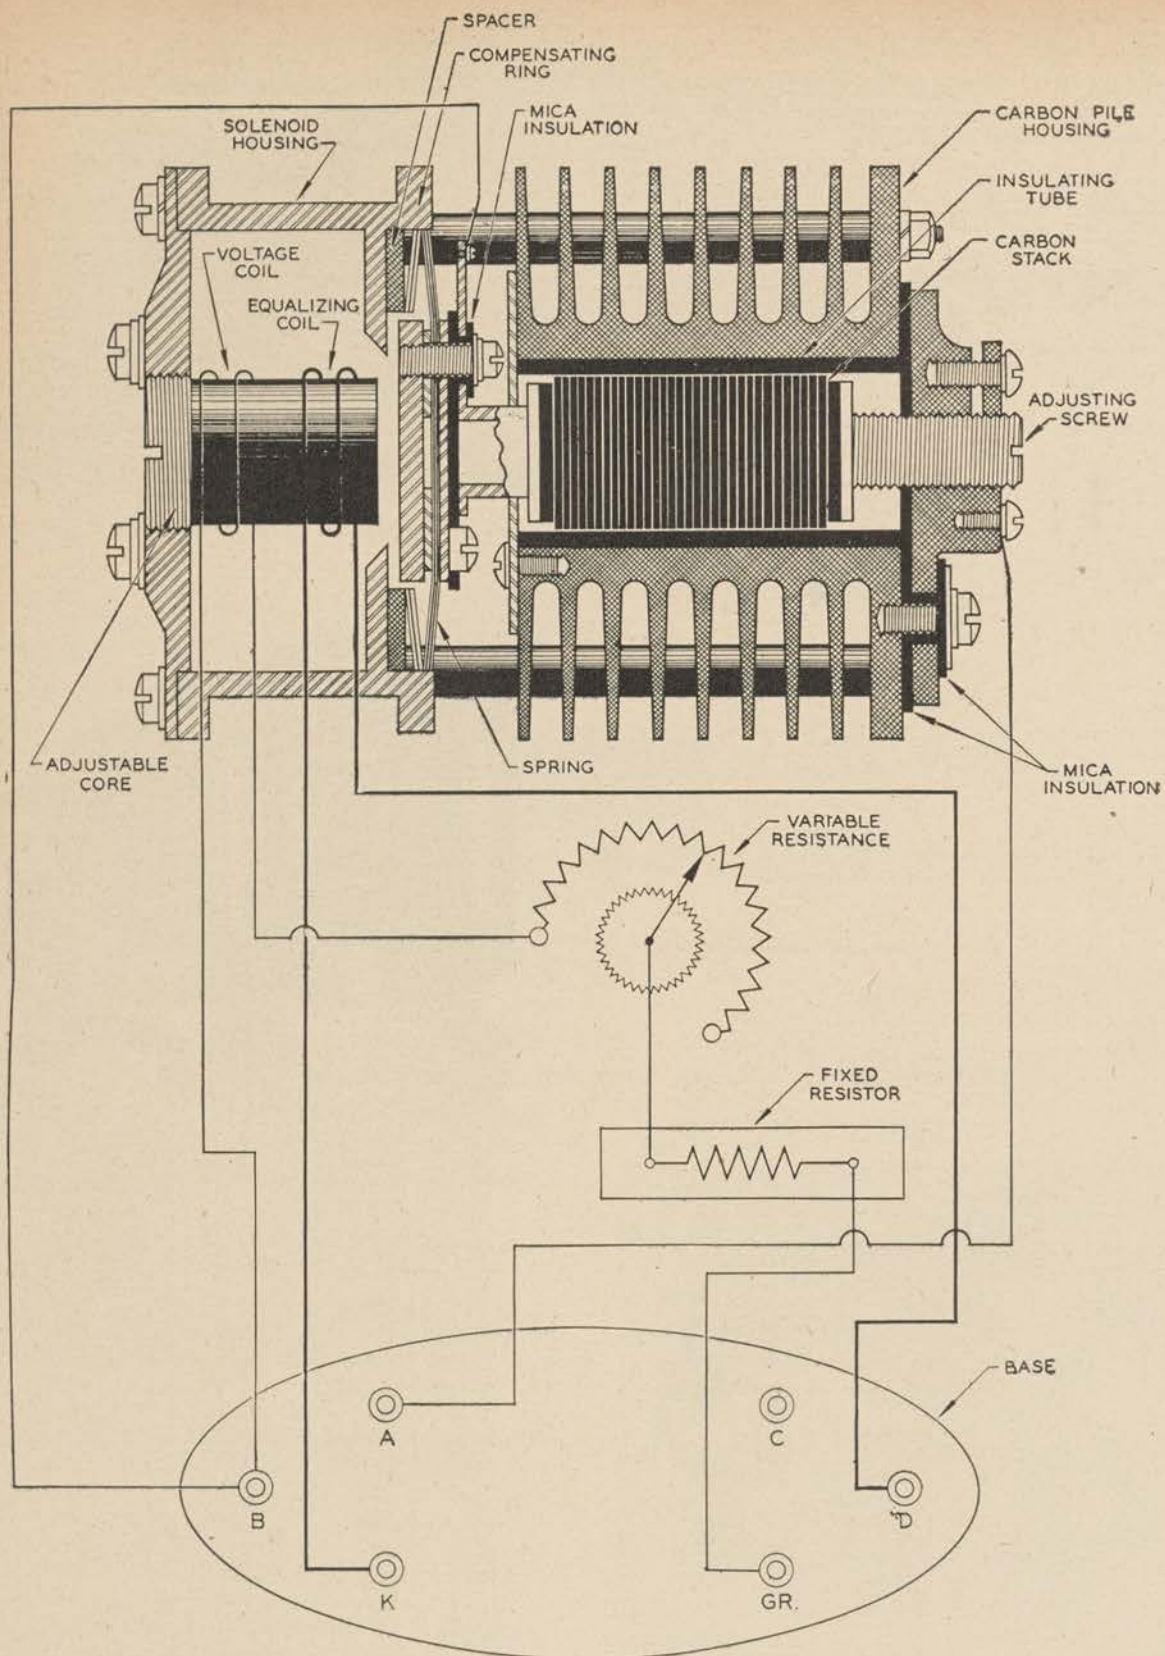 SPACER
COMPENSATING
RING
MICA
INSULATION
SOLENOID
HOUSING
CARBON PILE
HOUSING
INSULATING
TUBE
CARBON
STACK
VOLTAGE
COIL
EQUALIZING
COIL
ADJUSTING
SCREW
ADJUSTABLE
CORE
SPRING
MICA
INSULATION
VARIABLE
RESISTANCE
FIXED
RESISTOR
BASE
A
C
B
D
K
GR.